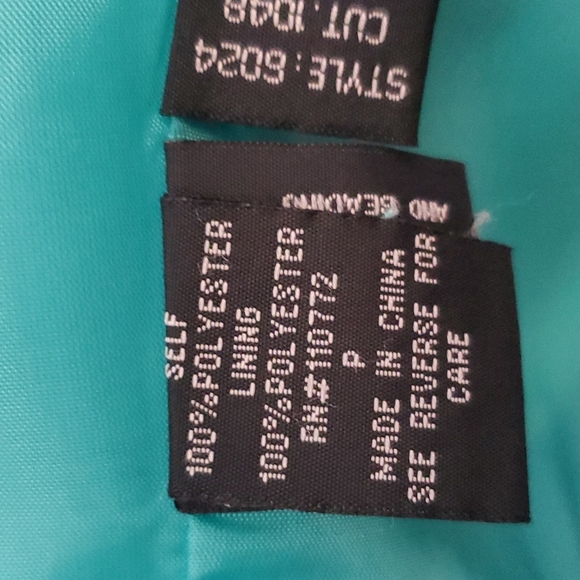 STYLE: 6024
CUT: 1048
AND BEADING
SELF
100%POLYESTER
LINING
100%POLYESTER
RN#110772
P
MADE IN CHINA
SEE REVERSE FOR
CARE